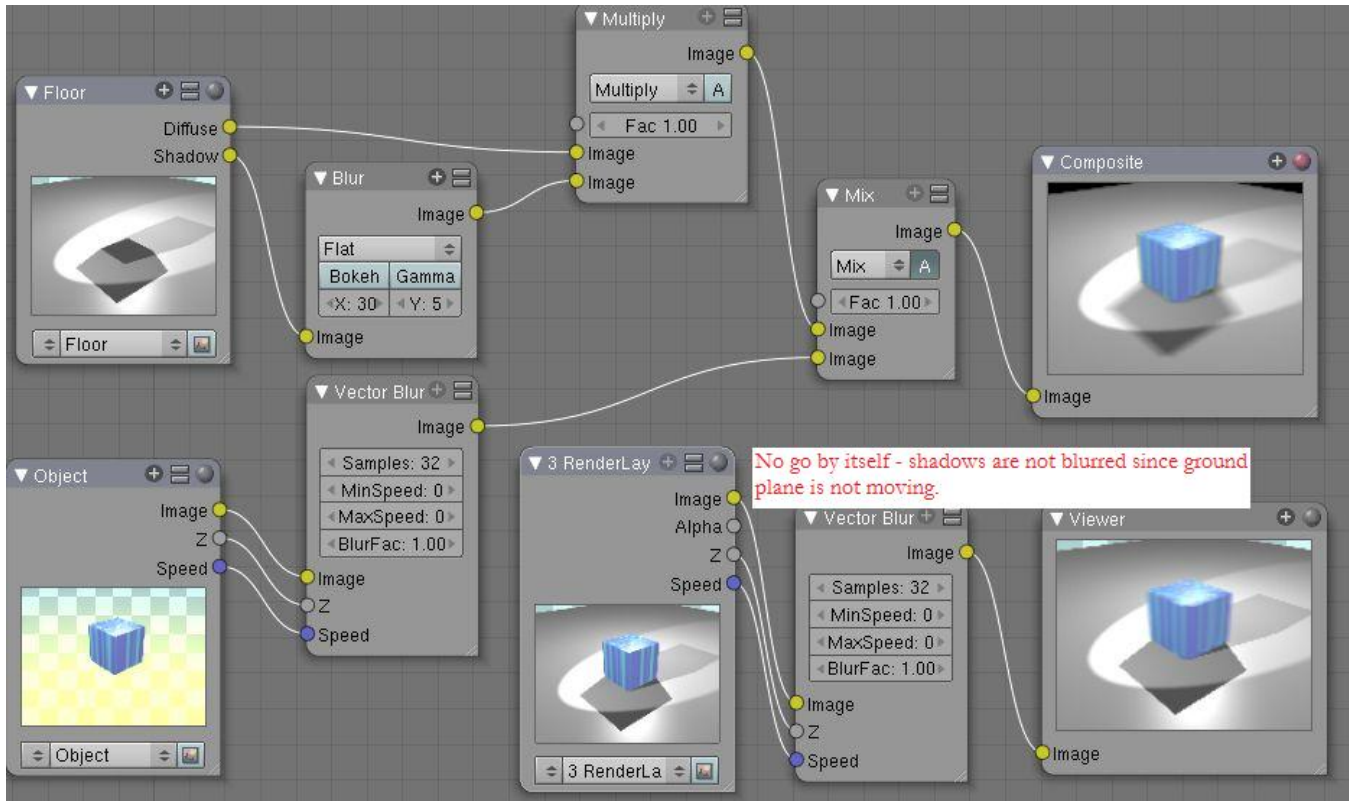 Multiply
Image
Multiply A
Fac 1.00
Image
Image
Floor
Diffuse
Shadow
Floor
Blur
Image
Flat
Bokeh Gamma
X: 30 Y: 5
Image
Mix
Image
Mix A
Fac 1.00
Image
Image
Composite
Image
Vector Blur
Image
Samples: 32
MinSpeed: 0
MaxSpeed: 0
BlurFac: 1.00
Image
Z
Speed
Object
Image
Z
Speed
Object
3 RenderLay
Image
Alpha
Z
Speed
3 RenderLa
No go by itself - shadows are not blurred since ground
plane is not moving.
Vector Blur
Image
Samples: 32
MinSpeed: 0
MaxSpeed: 0
BlurFac: 1.00
Image
Z
Speed
Viewer
Image